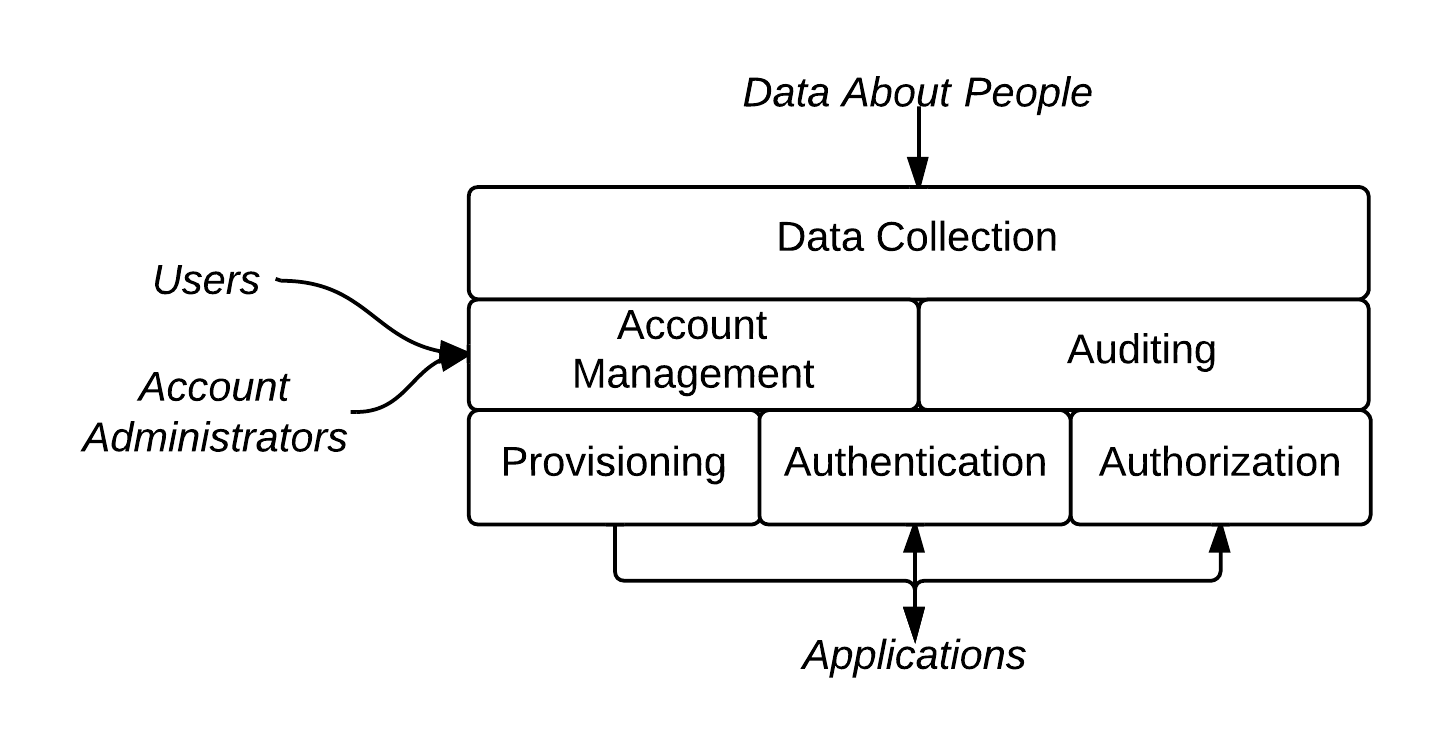 Data About People
Data Collection
Users
Account
Management
Auditing
Account
Administrators
Provisioning
Authentication
Authorization
Applications